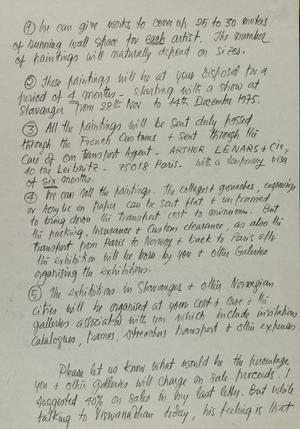 ① We can give works to cover up 25 to 30 meters
of running wall space for each artist. The number
of paintings will naturally depend on sizes.
② These paintings will be at your disposal for a
period of 4 months - starting with a show at
Stavanger from 28th Nov. to 14th December 1975.
③ All the paintings will be sent duly passed
through the French Customs + sent through the
Care of our transport Agent - ARTHUR LENARS & Cie,
10 rue Leibnitz - 75018 Paris. with a temporary visa
of six months.
④ We can roll the paintings. The collages + gouaches, engravings
or Acrylic on paper can be sent flat + unframed
to bring down the transport cost to minimum. But
the packing, Insurance + Custom clearance, as also the
transport from Paris to Norway + back to Paris after
the exhibition will be born by you + other Galleries
organising the exhibitions.
⑤ The exhibitions in Stavanger + other Norwegian
cities will be organised at your cost + care + the
galleries associated with you which include invitations
Catalogues, frames, stretchers transport + other expenses.
Please let us know what would be the percentage
you + other Galleries will charge on sale proceeds. I
suggested 40% on sales in my last letter. But while
talking to Viswanadhan today, his feeling is that